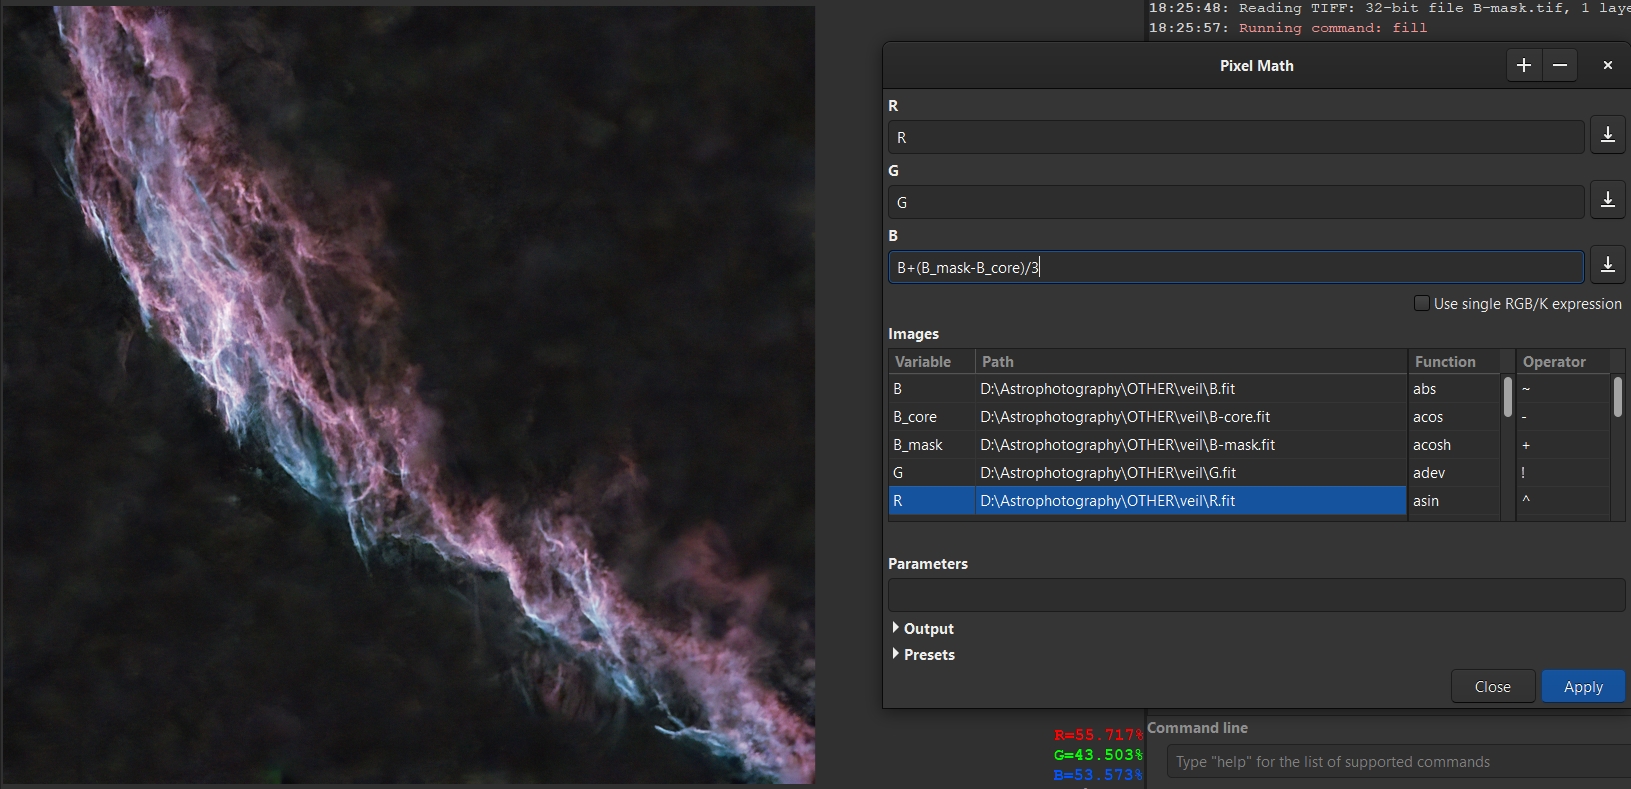 18:25:48: Reading TIFF: 32-bit file B-mask.tif, 1 laye
18:25:57: Running command: fill
Pixel Math
R
R
G
G
B
B+(B_mask-B_core)/3
Use single RGB/K expression
Images
Variable Path Function Operator
B D:\Astrophotography\OTHER\veil\B.fit abs ~
B_core D:\Astrophotography\OTHER\veil\B-core.fit acos -
B_mask D:\Astrophotography\OTHER\veil\B-mask.fit acosh +
G D:\Astrophotography\OTHER\veil\G.fit adev !
R D:\Astrophotography\OTHER\veil\R.fit asin ^
Parameters
Output
Presets
Close Apply
R=55.717%
G=43.503%
B=53.573%
Command line
Type "help" for the list of supported commands